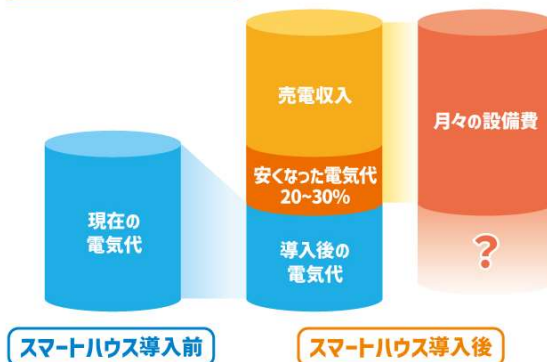 売電収入
月々の設備費
安くなった電気代
20~30%
現在の
電気代
導入後の
電気代
?
スマートハウス導入前
スマートハウス導入後